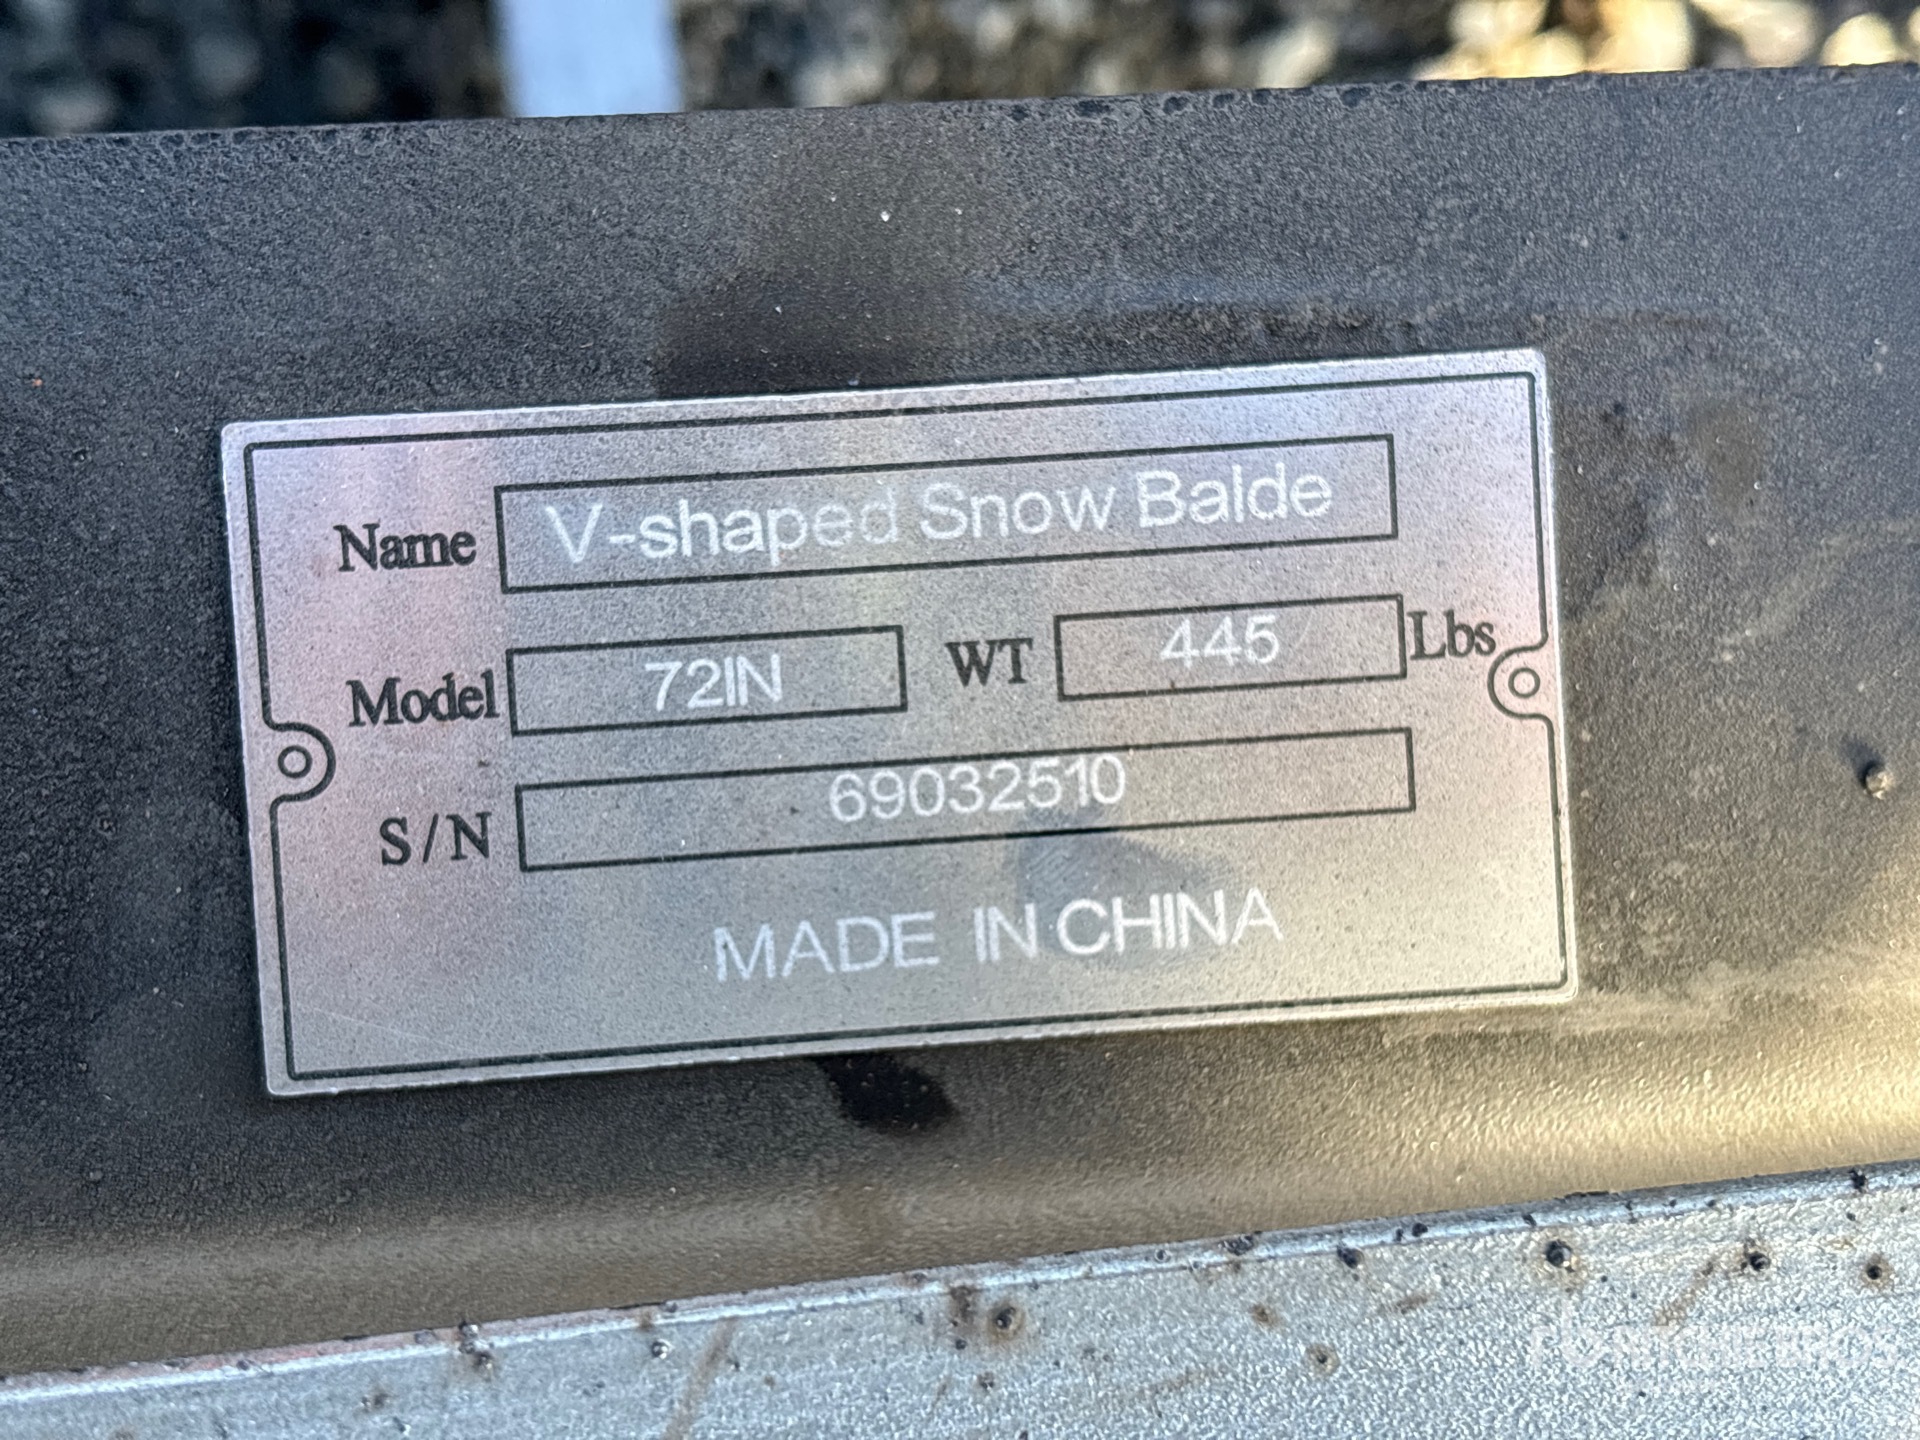 Name V-shaped Snow Balde
Model 72IN WT 445 Lbs
S/N 69032510
MADE IN CHINA